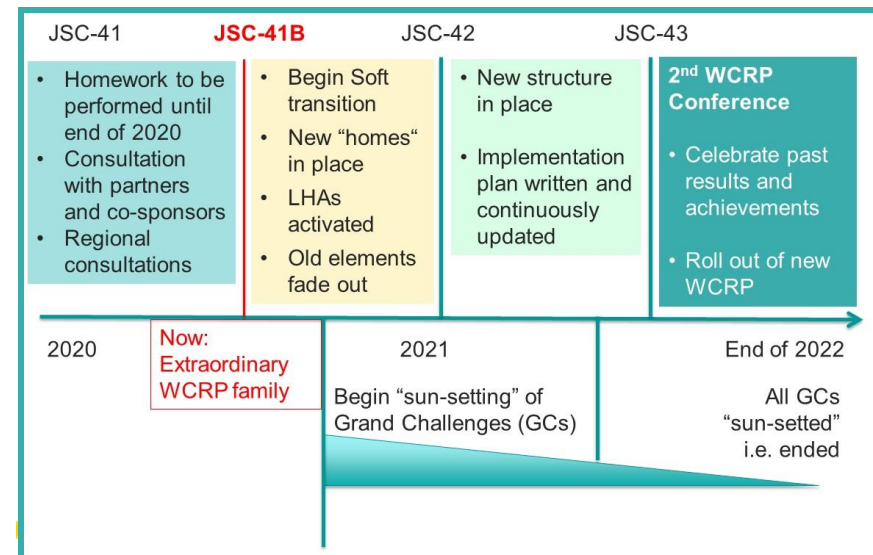 JSC-41
JSC-41B
JSC-42
JSC-43
• Homework to be
performed until
end of 2020
• Consultation
with partners
and co-sponsors
• Regional
consultations
• Begin Soft
transition
• New “homes“
in place
• LHAs
activated
• Old elements
fade out
• New structure
in place
• Implementation
plan written and
continuously
updated
2nd WCRP
Conference
• Celebrate past
results and
achievements
• Roll out of new
WCRP
2020
Now:
Extraordinary
WCRP family
2021
End of 2022
Begin “sun-setting” of
Grand Challenges (GCs)
All GCs
“sun-setted”
i.e. ended